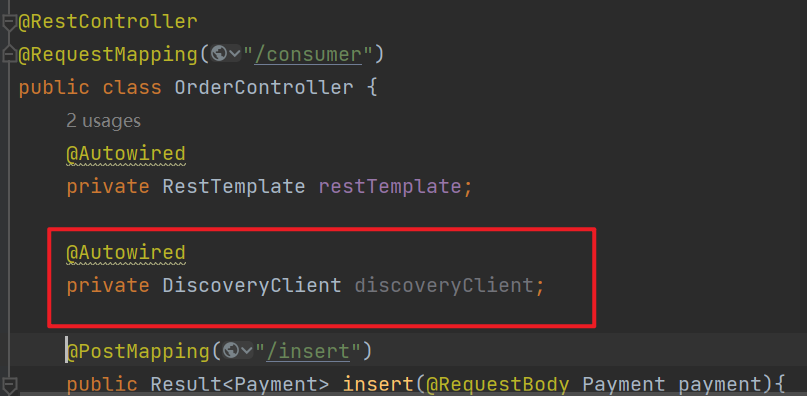 @RestController
@RequestMapping("/consumer")
public class OrderController {
2 usages
@Autowired
private RestTemplate restTemplate;
@Autowired
private DiscoveryClient discoveryClient;
@PostMapping("/insert")
public Result<Payment> insert(@RequestBody Payment payment){